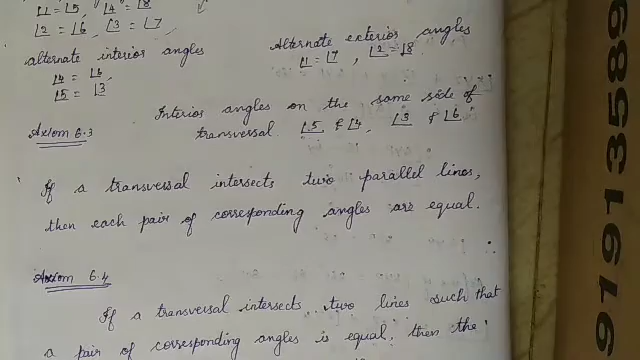 ∠1 = ∠5, ∠4 = ∠8
∠2 = ∠6, ∠3 = ∠7
alternate interior angles
∠4 = ∠6,
∠5 = ∠3
Alternate exterior angles
∠1 = ∠7, ∠2 = ∠8
Interior angles on the same side of
transversal ∠5 & ∠4, ∠3 & ∠6
Axiom 6.3
If a transversal intersects two parallel lines,
then each pair of corresponding angles are equal.
Axiom 6.4
If a transversal intersects two lines such that
a pair of corresponding angles is equal, then the
91913589